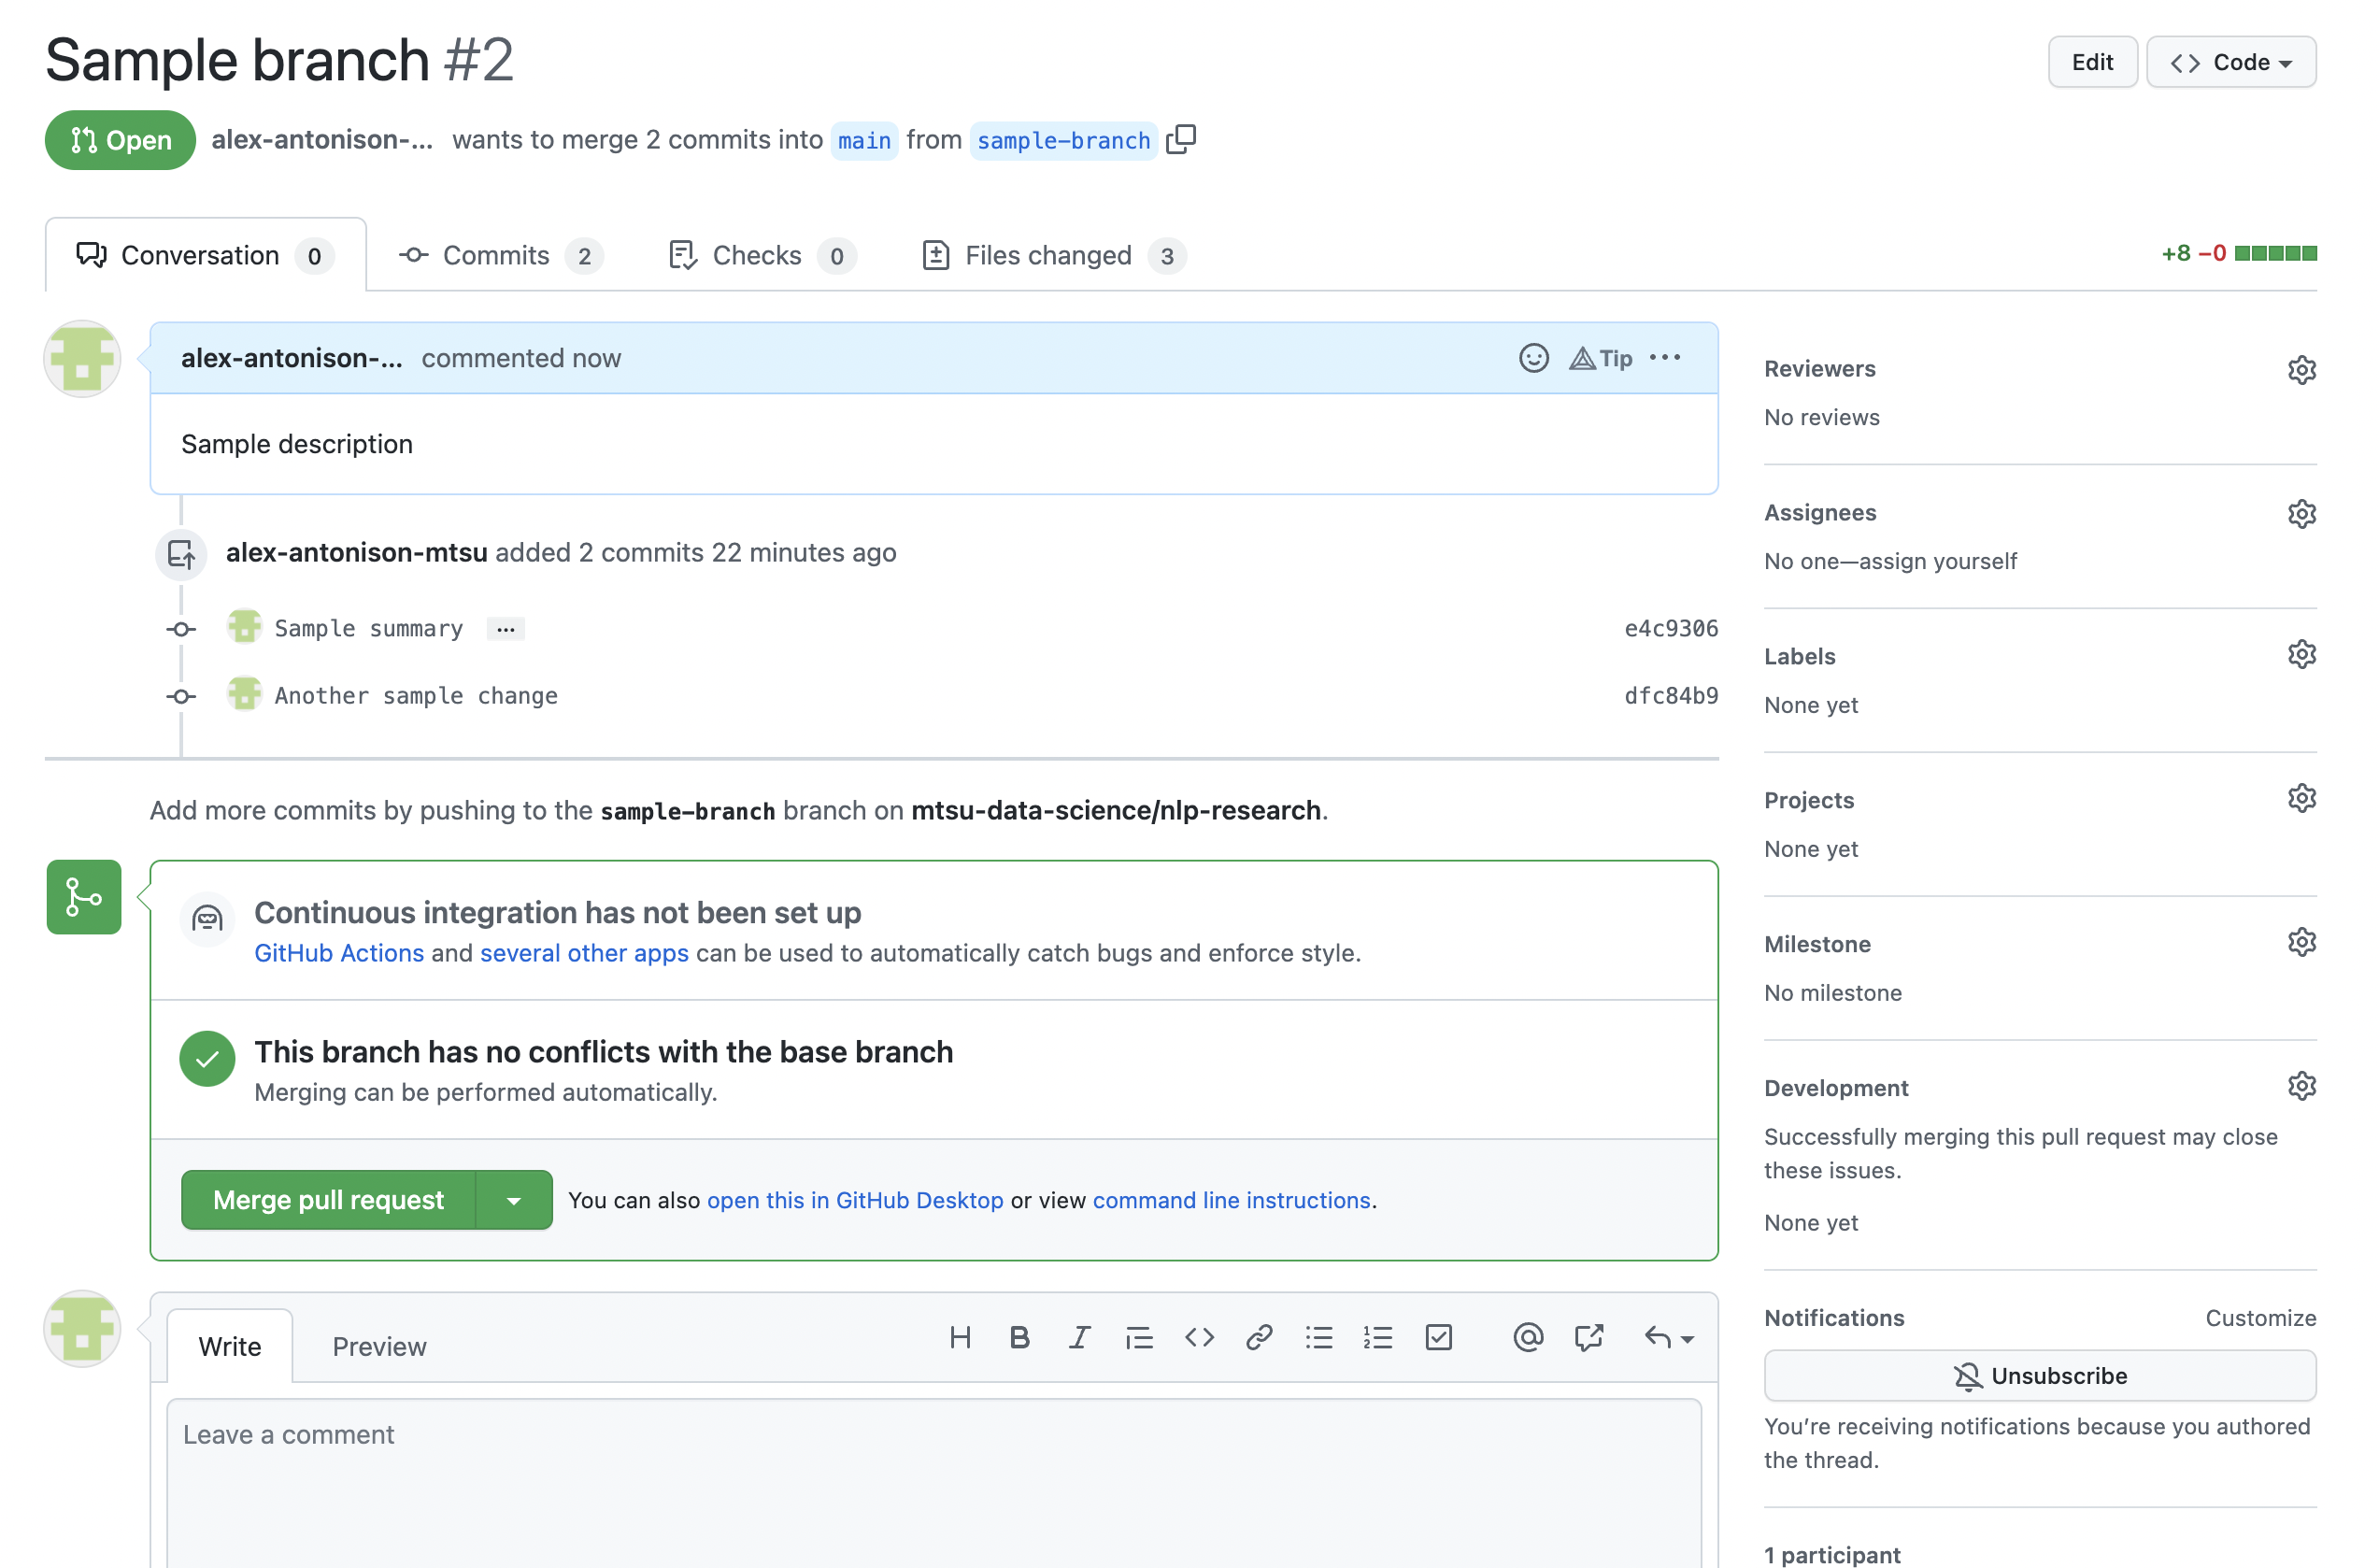 Sample branch #2
Edit
Code
Open
alex-antonison-... wants to merge 2 commits into main from sample-branch
Conversation 0
Commits 2
Checks 0
Files changed 3
+8 −0
alex-antonison-... commented now
Tip
Sample description
alex-antonison-mtsu added 2 commits 22 minutes ago
Sample summary ...
e4c9306
Another sample change
dfc84b9
Add more commits by pushing to the sample-branch branch on mtsu-data-science/nlp-research.
Continuous integration has not been set up
GitHub Actions and several other apps can be used to automatically catch bugs and enforce style.
This branch has no conflicts with the base branch
Merging can be performed automatically.
Merge pull request
You can also open this in GitHub Desktop or view command line instructions.
Write
Preview
Leave a comment
Reviewers
No reviews
Assignees
No one—assign yourself
Labels
None yet
Projects
None yet
Milestone
No milestone
Development
Successfully merging this pull request may close
these issues.
None yet
Notifications
Customize
Unsubscribe
You're receiving notifications because you authored
the thread.
1 participant